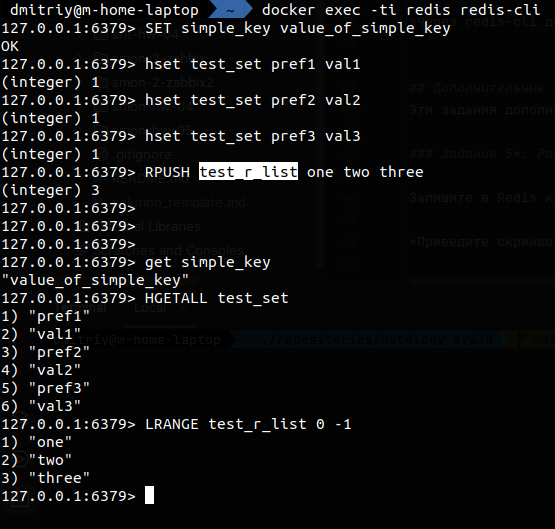 dmitriy@m-home-laptop ~ docker exec -ti redis redis-cli
127.0.0.1:6379> SET simple_key value_of_simple_key
OK
127.0.0.1:6379> hset test_set pref1 val1
(integer) 1
127.0.0.1:6379> hset test_set pref2 val2
(integer) 1
127.0.0.1:6379> hset test_set pref3 val3
(integer) 1
127.0.0.1:6379> RPUSH test_r_list one two three
(integer) 3
127.0.0.1:6379>
127.0.0.1:6379>
127.0.0.1:6379>
127.0.0.1:6379> get simple_key
"value_of_simple_key"
127.0.0.1:6379> HGETALL test_set
1) "pref1"
2) "val1"
3) "pref2"
4) "val2"
5) "pref3"
6) "val3"
127.0.0.1:6379> LRANGE test_r_list 0 -1
1) "one"
2) "two"
3) "three"
127.0.0.1:6379>